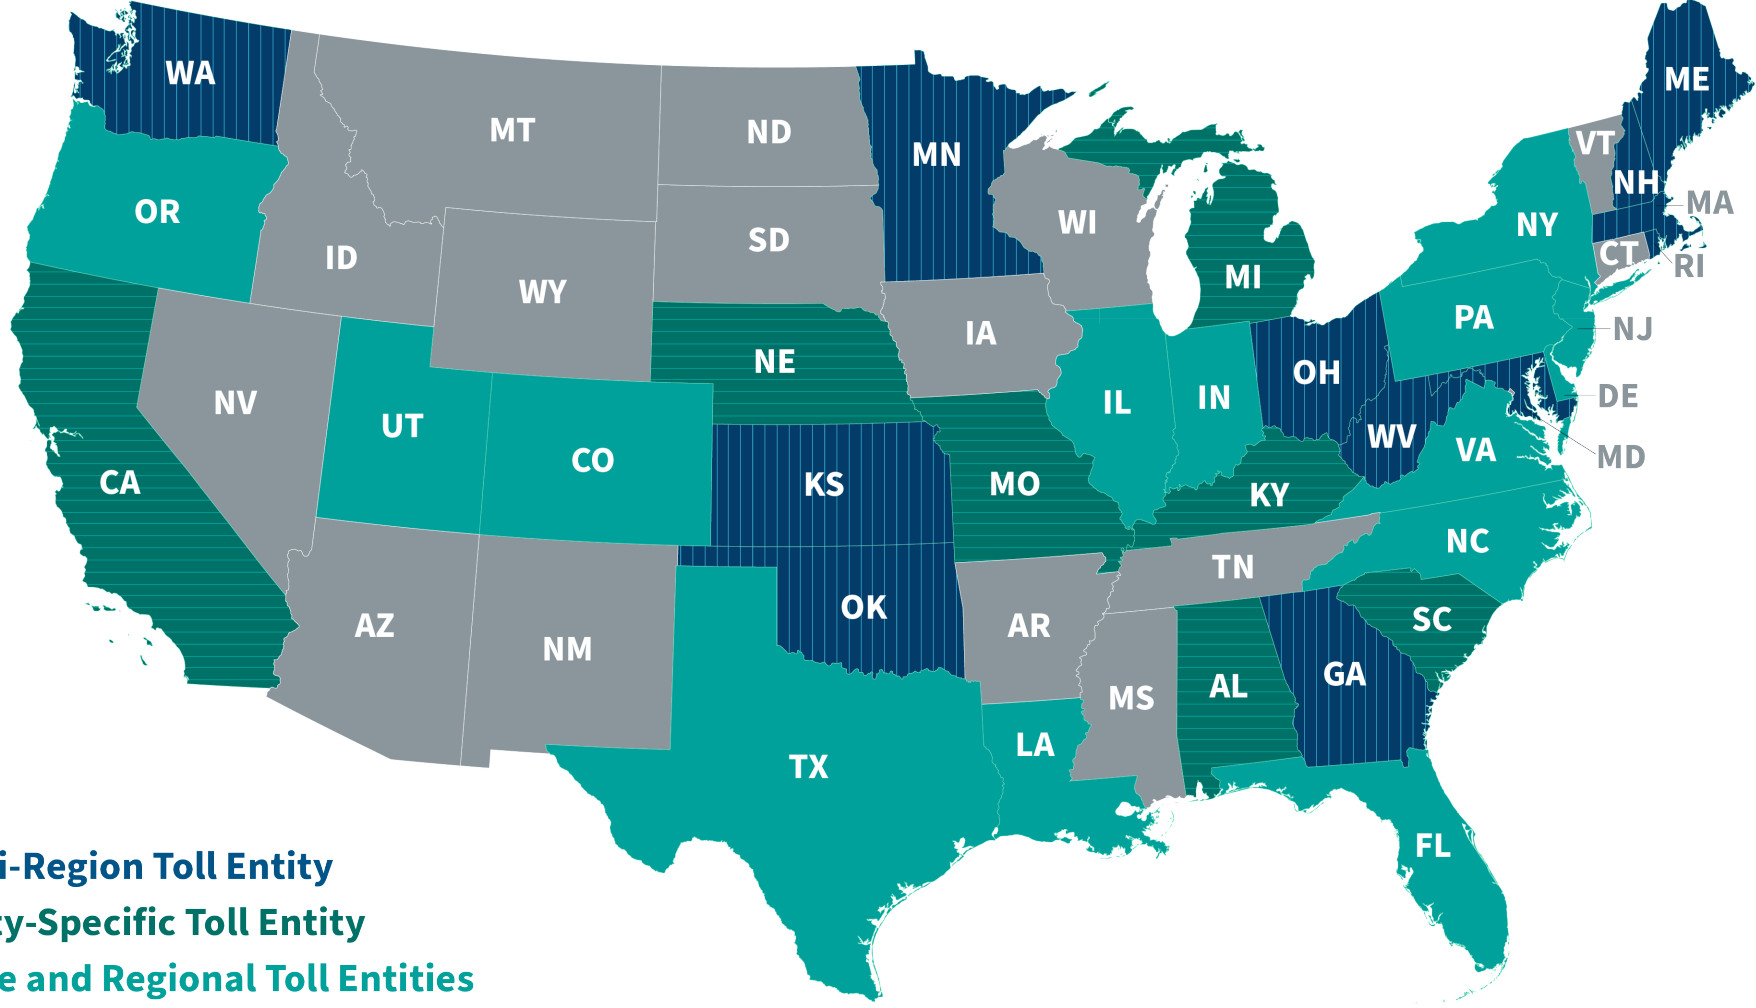 WA
ME
MT
ND
MN
VT
NH
MA
OR
SD
WI
NY
ID
CT
RI
MI
WY
PA
NJ
IA
NE
OH
DE
NV
UT
IL
IN
CO
WV
VA
MD
CA
KS
MO
KY
NC
TN
OK
AZ
AR
SC
NM
GA
AL
MS
LA
TX
FL
i-Region Toll Entity
ty-Specific Toll Entity
e and Regional Toll Entities